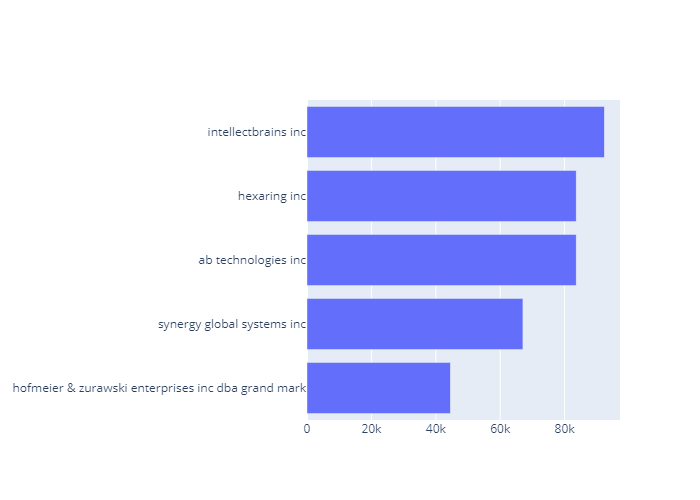 intellectbrains inc
hexaring inc
ab technologies inc
synergy global systems inc
hofmeier & zurawski enterprises inc dba grand mark
0 20k 40k 60k 80k